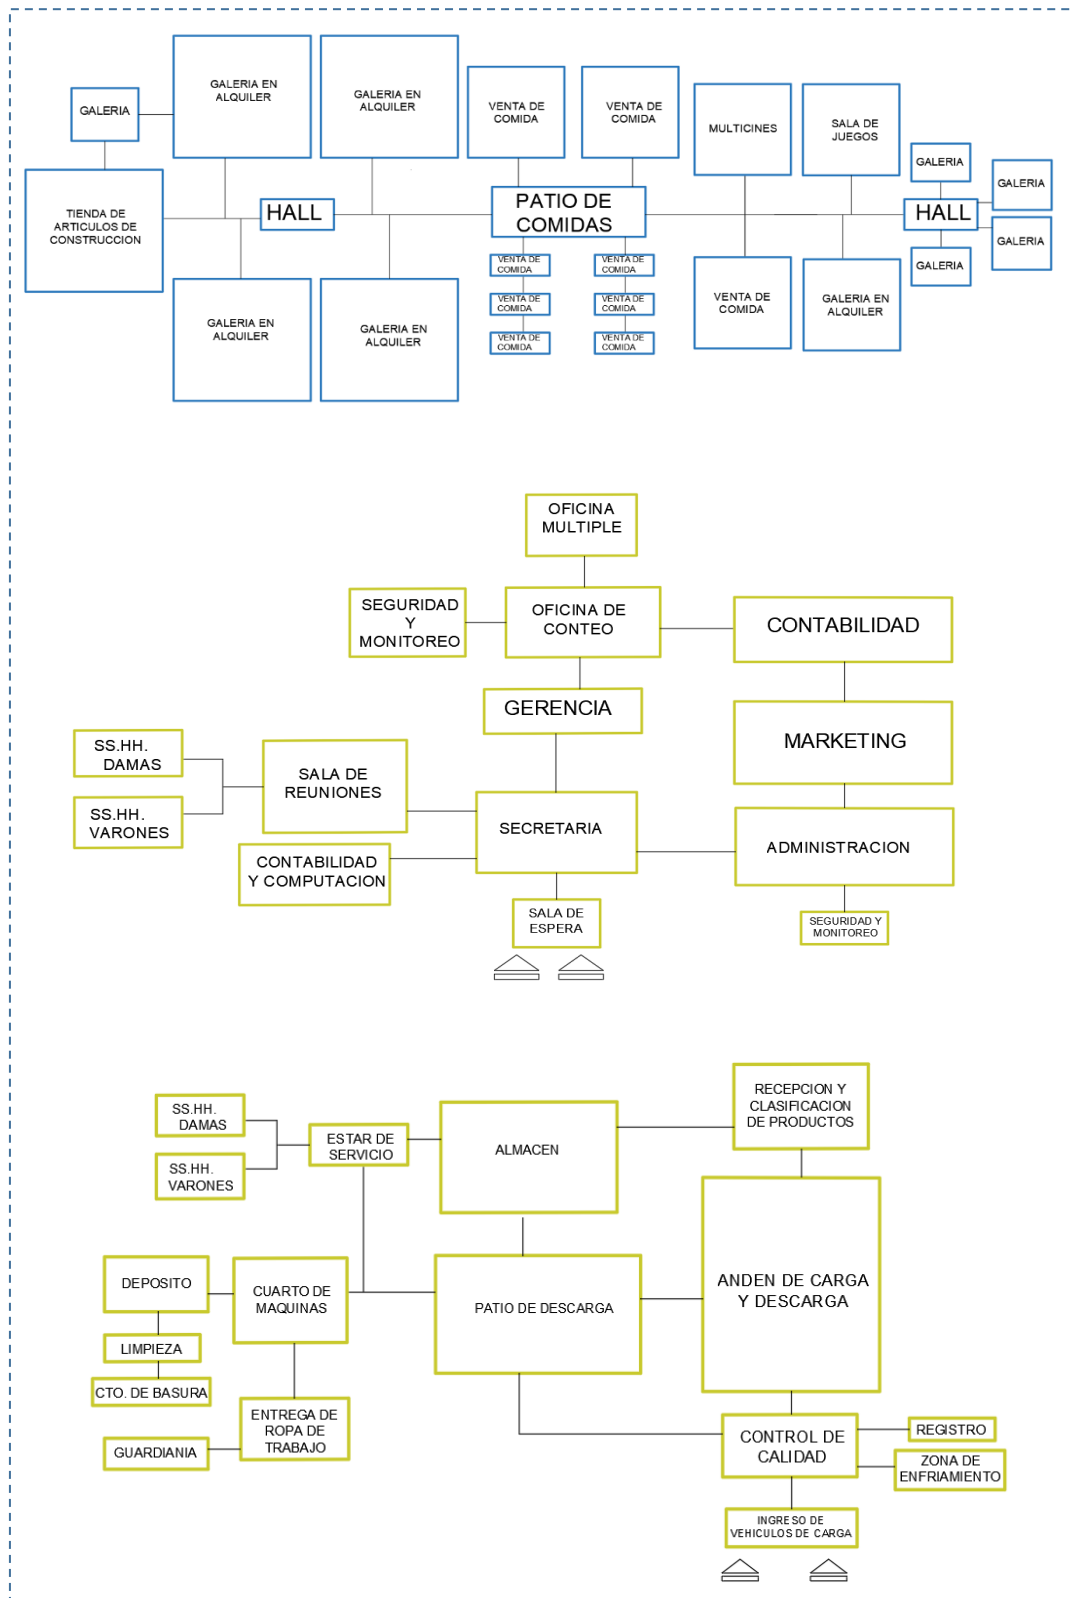 GALERIA
GALERIA EN
ALQUILER
GALERIA EN
ALQUILER
VENTA DE
COMIDA
VENTA DE
COMIDA
MULTICINES
SALA DE
JUEGOS
GALERIA
GALERIA
TIENDA DE
ARTICULOS DE
CONSTRUCCION
HALL
PATIO DE
COMIDAS
HALL
GALERIA
GALERIA
VENTA DE
COMIDA
VENTA DE
COMIDA
VENTA DE
COMIDA
VENTA DE
COMIDA
VENTA DE
COMIDA
VENTA DE
COMIDA
GALERIA EN
ALQUILER
GALERIA EN
ALQUILER
VENTA DE
COMIDA
GALERIA EN
ALQUILER
OFICINA
MULTIPLE
SEGURIDAD
Y
MONITOREO
OFICINA DE
CONTEO
CONTABILIDAD
GERENCIA
MARKETING
SS.HH.
DAMAS
SS.HH.
VARONES
SALA DE
REUNIONES
SECRETARIA
ADMINISTRACION
CONTABILIDAD
Y COMPUTACION
SALA DE
ESPERA
SEGURIDAD Y
MONITOREO
RECEPCION Y
CLASIFICACION
DE PRODUCTOS
SS.HH.
DAMAS
SS.HH.
VARONES
ESTAR DE
SERVICIO
ALMACEN
DEPOSITO
CUARTO DE
MAQUINAS
PATIO DE DESCARGA
ANDEN DE CARGA
Y DESCARGA
LIMPIEZA
CTO. DE BASURA
ENTREGA DE
ROPA DE
TRABAJO
GUARDIANIA
CONTROL DE
CALIDAD
REGISTRO
ZONA DE
ENFRIAMIENTO
INGRESO DE
VEHICULOS DE CARGA